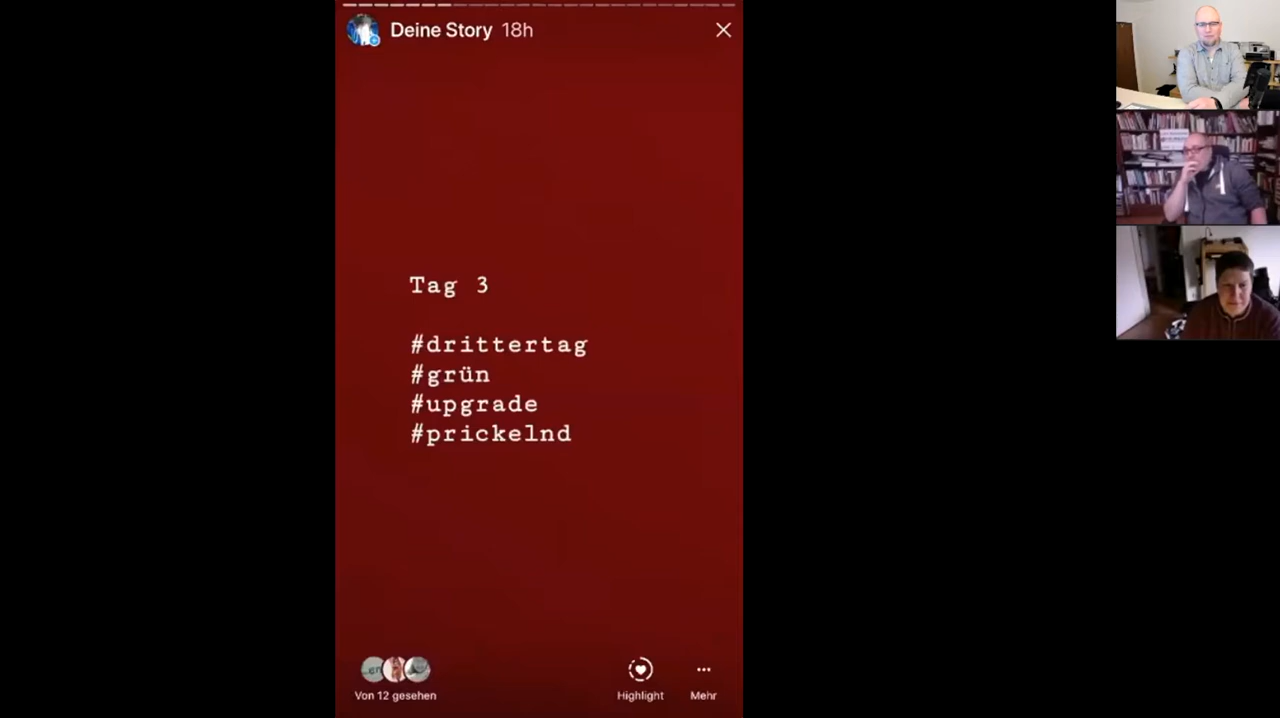 Deine Story 18h
Tag 3
#drittertag
#grün
#upgrade
#prickelnd
Von 12 gesehen
Highlight
Mehr